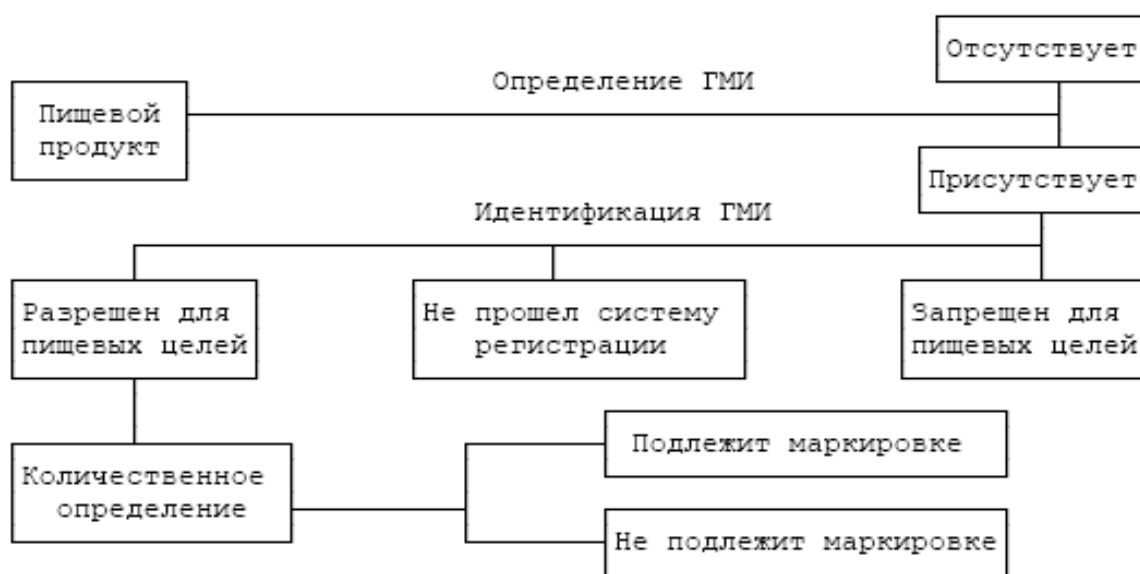 Отсутствует
Определение ГМИ
Пищевой
продукт
Присутствует
Идентификация ГМИ
Разрешен для
пищевых целей
Не прошел систему
регистрации
Запрещен для
пищевых целей
Количественное
определение
Подлежит маркировке
Не подлежит маркировке